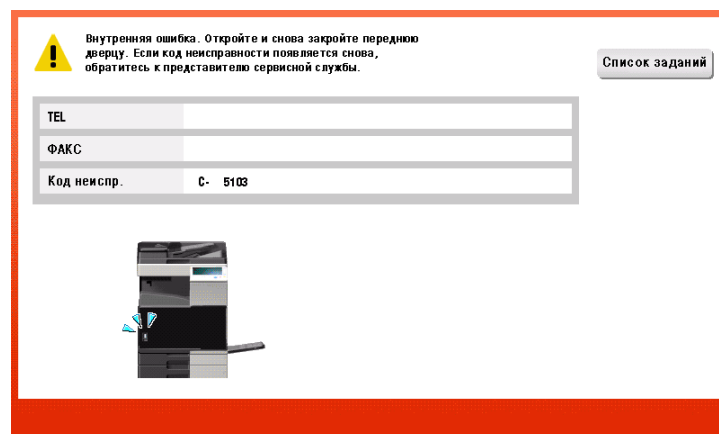 Внутренняя ошибка. Откройте и снова закройте переднюю
дверцу. Если код неисправности появляется снова,
обратитесь к представителю сервисной службы.
Список заданий
TEL
ФАКС
Код неиспр. C- 5103